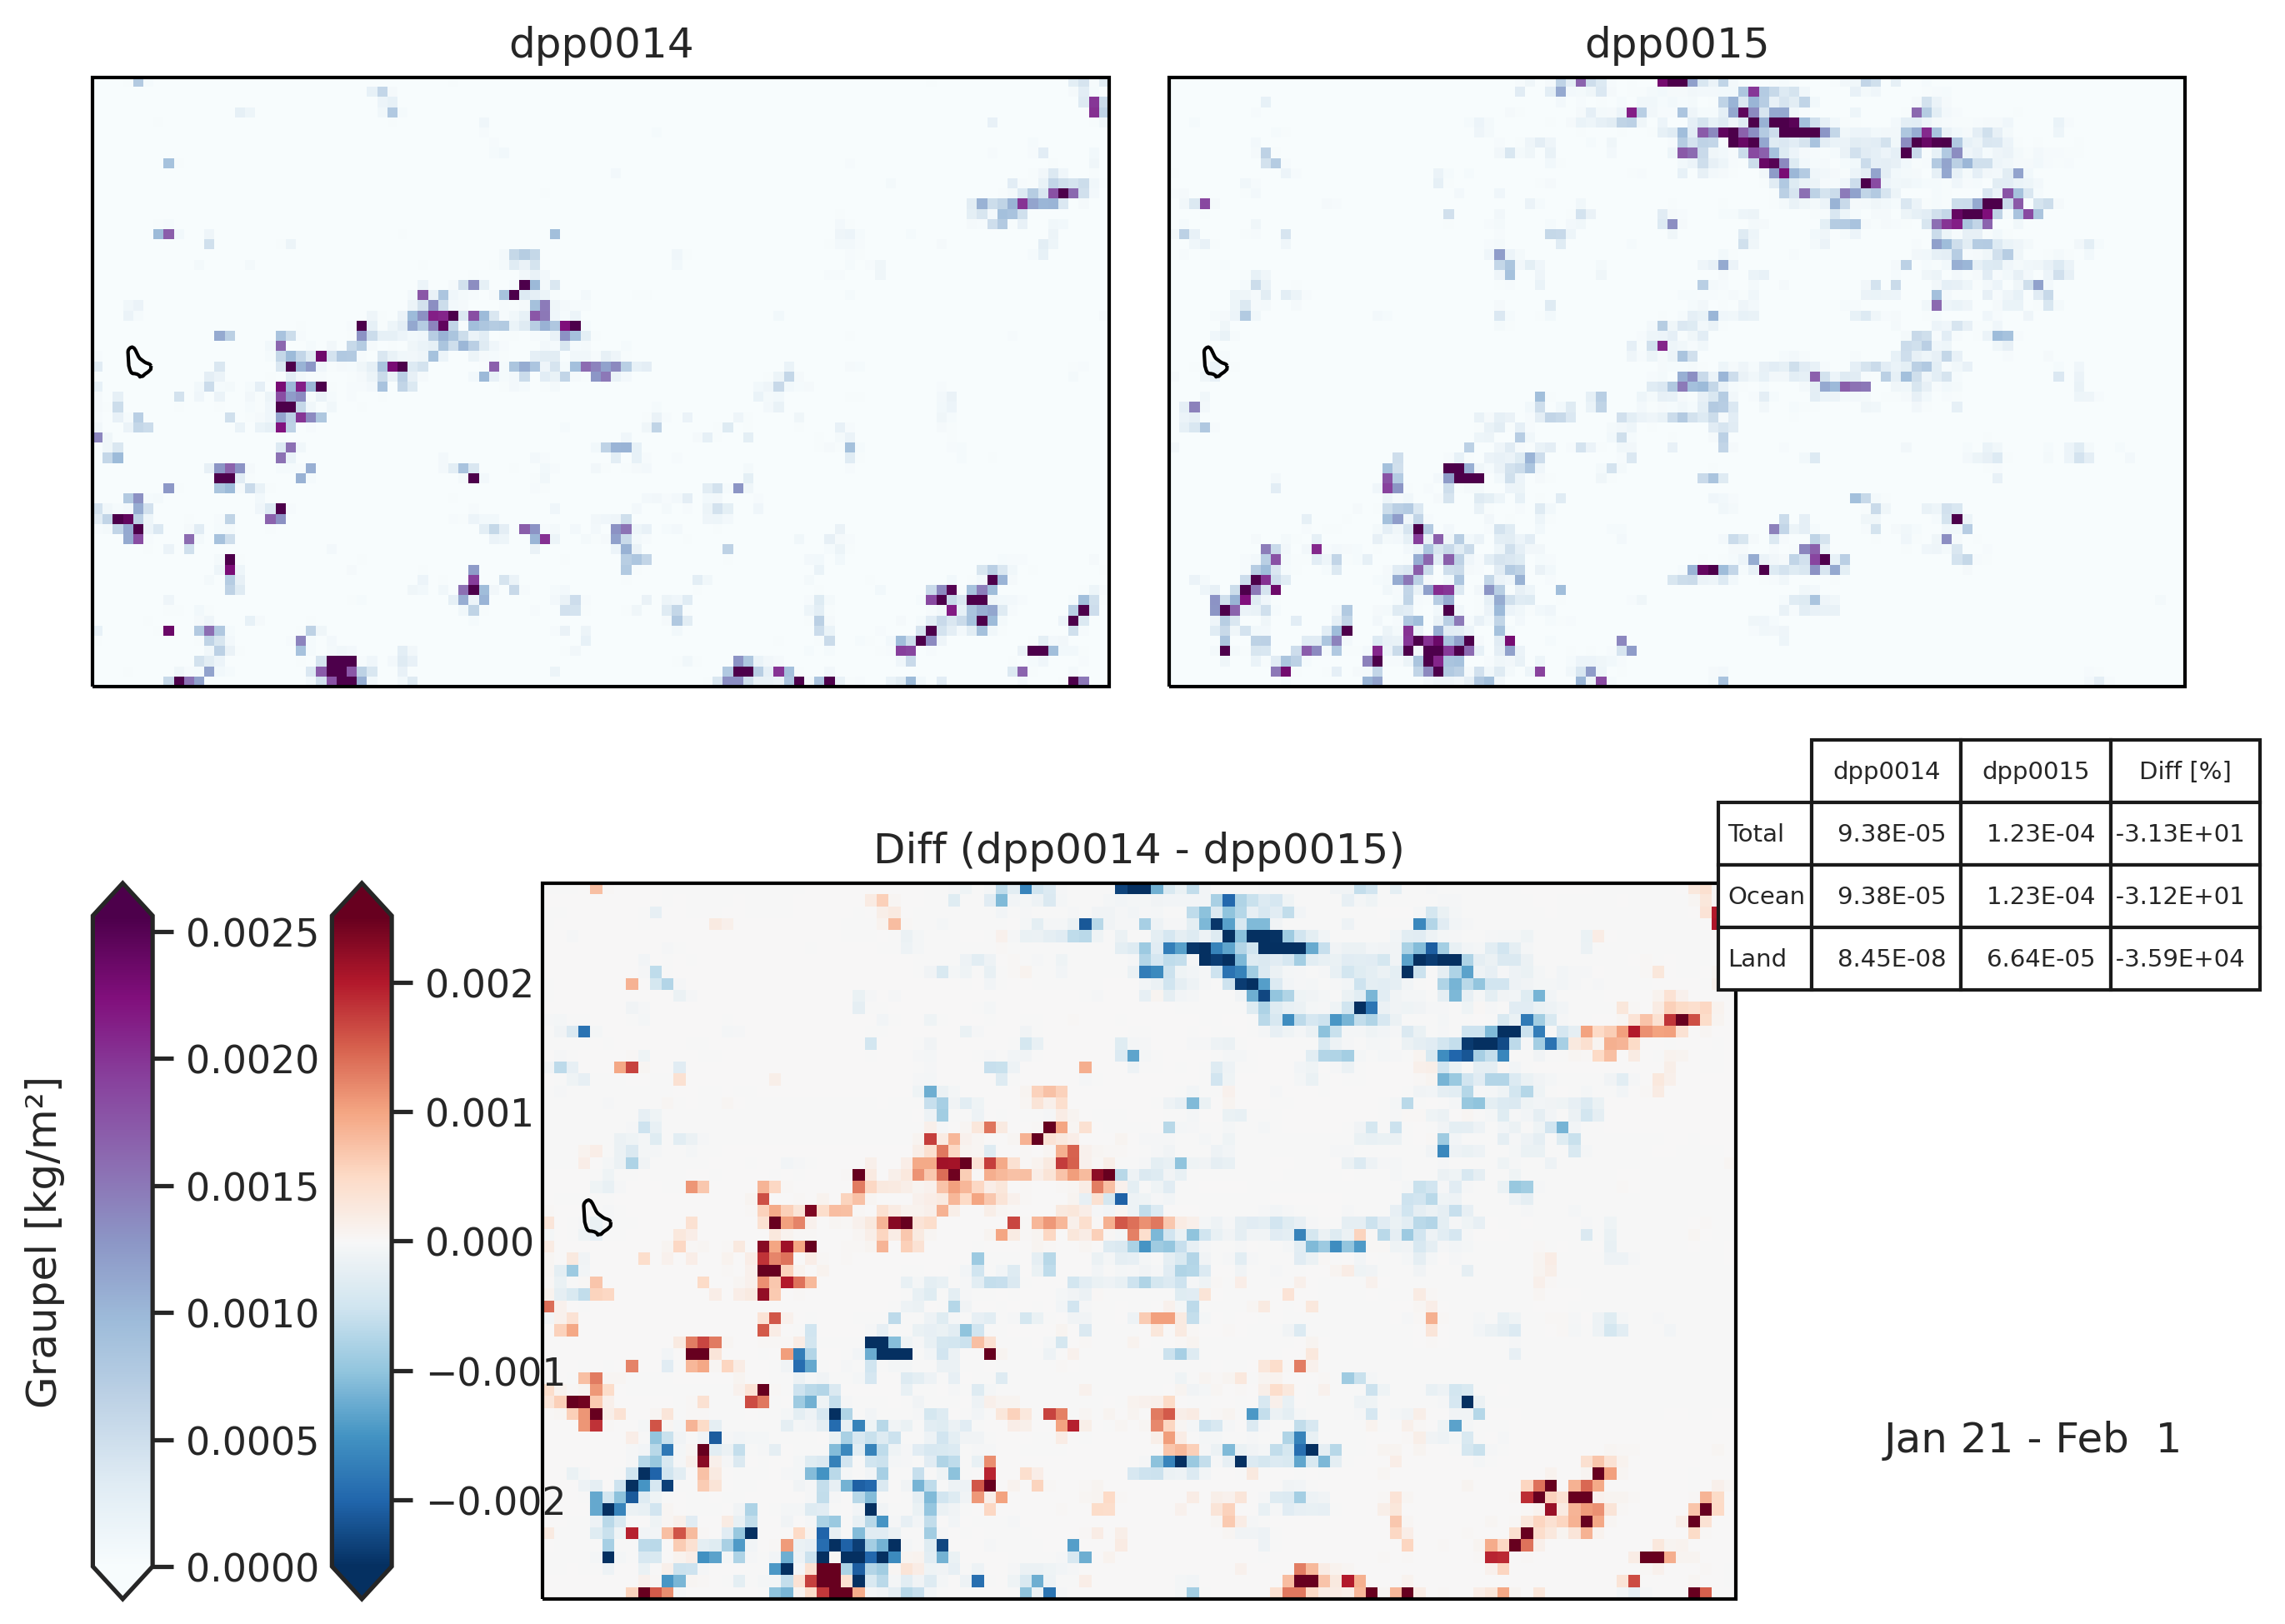 dpp0014
dpp0015
dpp0014 dpp0015 Diff [%]
Total 9.38E-05 1.23E-04 -3.13E+01
Ocean 9.38E-05 1.23E-04 -3.12E+01
Land 8.45E-08 6.64E-05 -3.59E+04
Diff (dpp0014 - dpp0015)
Graupel [kg/m²]
0.0025
0.0020
0.0015
0.0010
0.0005
0.0000
0.002
0.001
0.000
−0.001
−0.002
Jan 21 - Feb  1